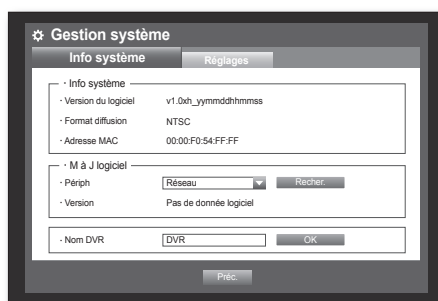 Gestion système
Info système Réglages
· Info système
· Version du logiciel v1.0xh_yymmddhhmmss
· Format diffusion NTSC
· Adresse MAC 00:00:F0:54:FF:FF
· M à J logiciel
· Périph Réseau Recher.
· Version Pas de donnée logiciel
· Nom DVR DVR OK
Préc.